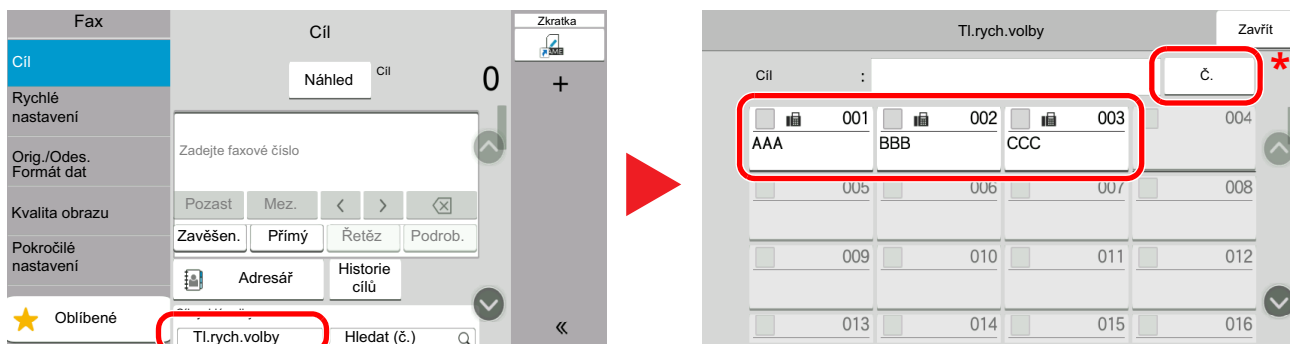 Fax
Cíl
Zkratka
Cíl
Náhled
Cíl
0
+
Rychlé
nastavení
Orig./Odes.
Formát dat
Kvalita obrazu
Pokročilé
nastavení
Oblíbené
Zadejte faxové číslo
Pozast
Mez.
<
>
Zavěšen.
Přímý
Řetěz
Podrob.
Adresář
Historie
cílů
Tl.rych.volby
Hledat (č.)
«
Tl.rych.volby
Zavřít
Cíl :
Č.
*
001 002 003 004
AAA BBB CCC
005 006 007 008
009 010 011 012
013 014 015 016